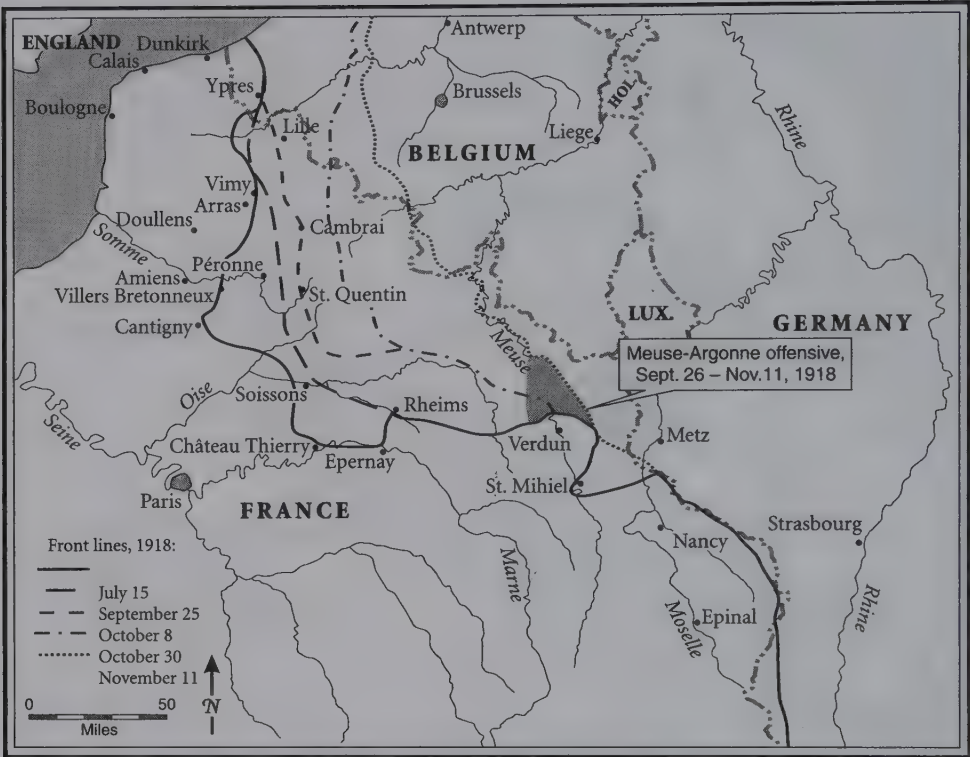 ENGLAND
Dunkirk
Calais
Boulogne
Ypres
Lille
Antwerp
Brussels
BELGIUM
HOL.
Liege
Rhine
Vimy
Arras
Doullens
Cambrai
Somme
Péronne
Amiens
Villers Bretonneux
St. Quentin
Cantigny
LUX.
GERMANY
Meuse
Meuse-Argonne offensive,
Sept. 26 – Nov. 11, 1918
Oise
Soissons
Rheims
Seine
Château Thierry
Epernay
Verdun
Metz
Paris
St. Mihiel
FRANCE
Nancy
Strasbourg
Marne
Moselle
Epinal
Rhine
Front lines, 1918:
July 15
September 25
October 8
October 30
November 11
0 50
Miles
N